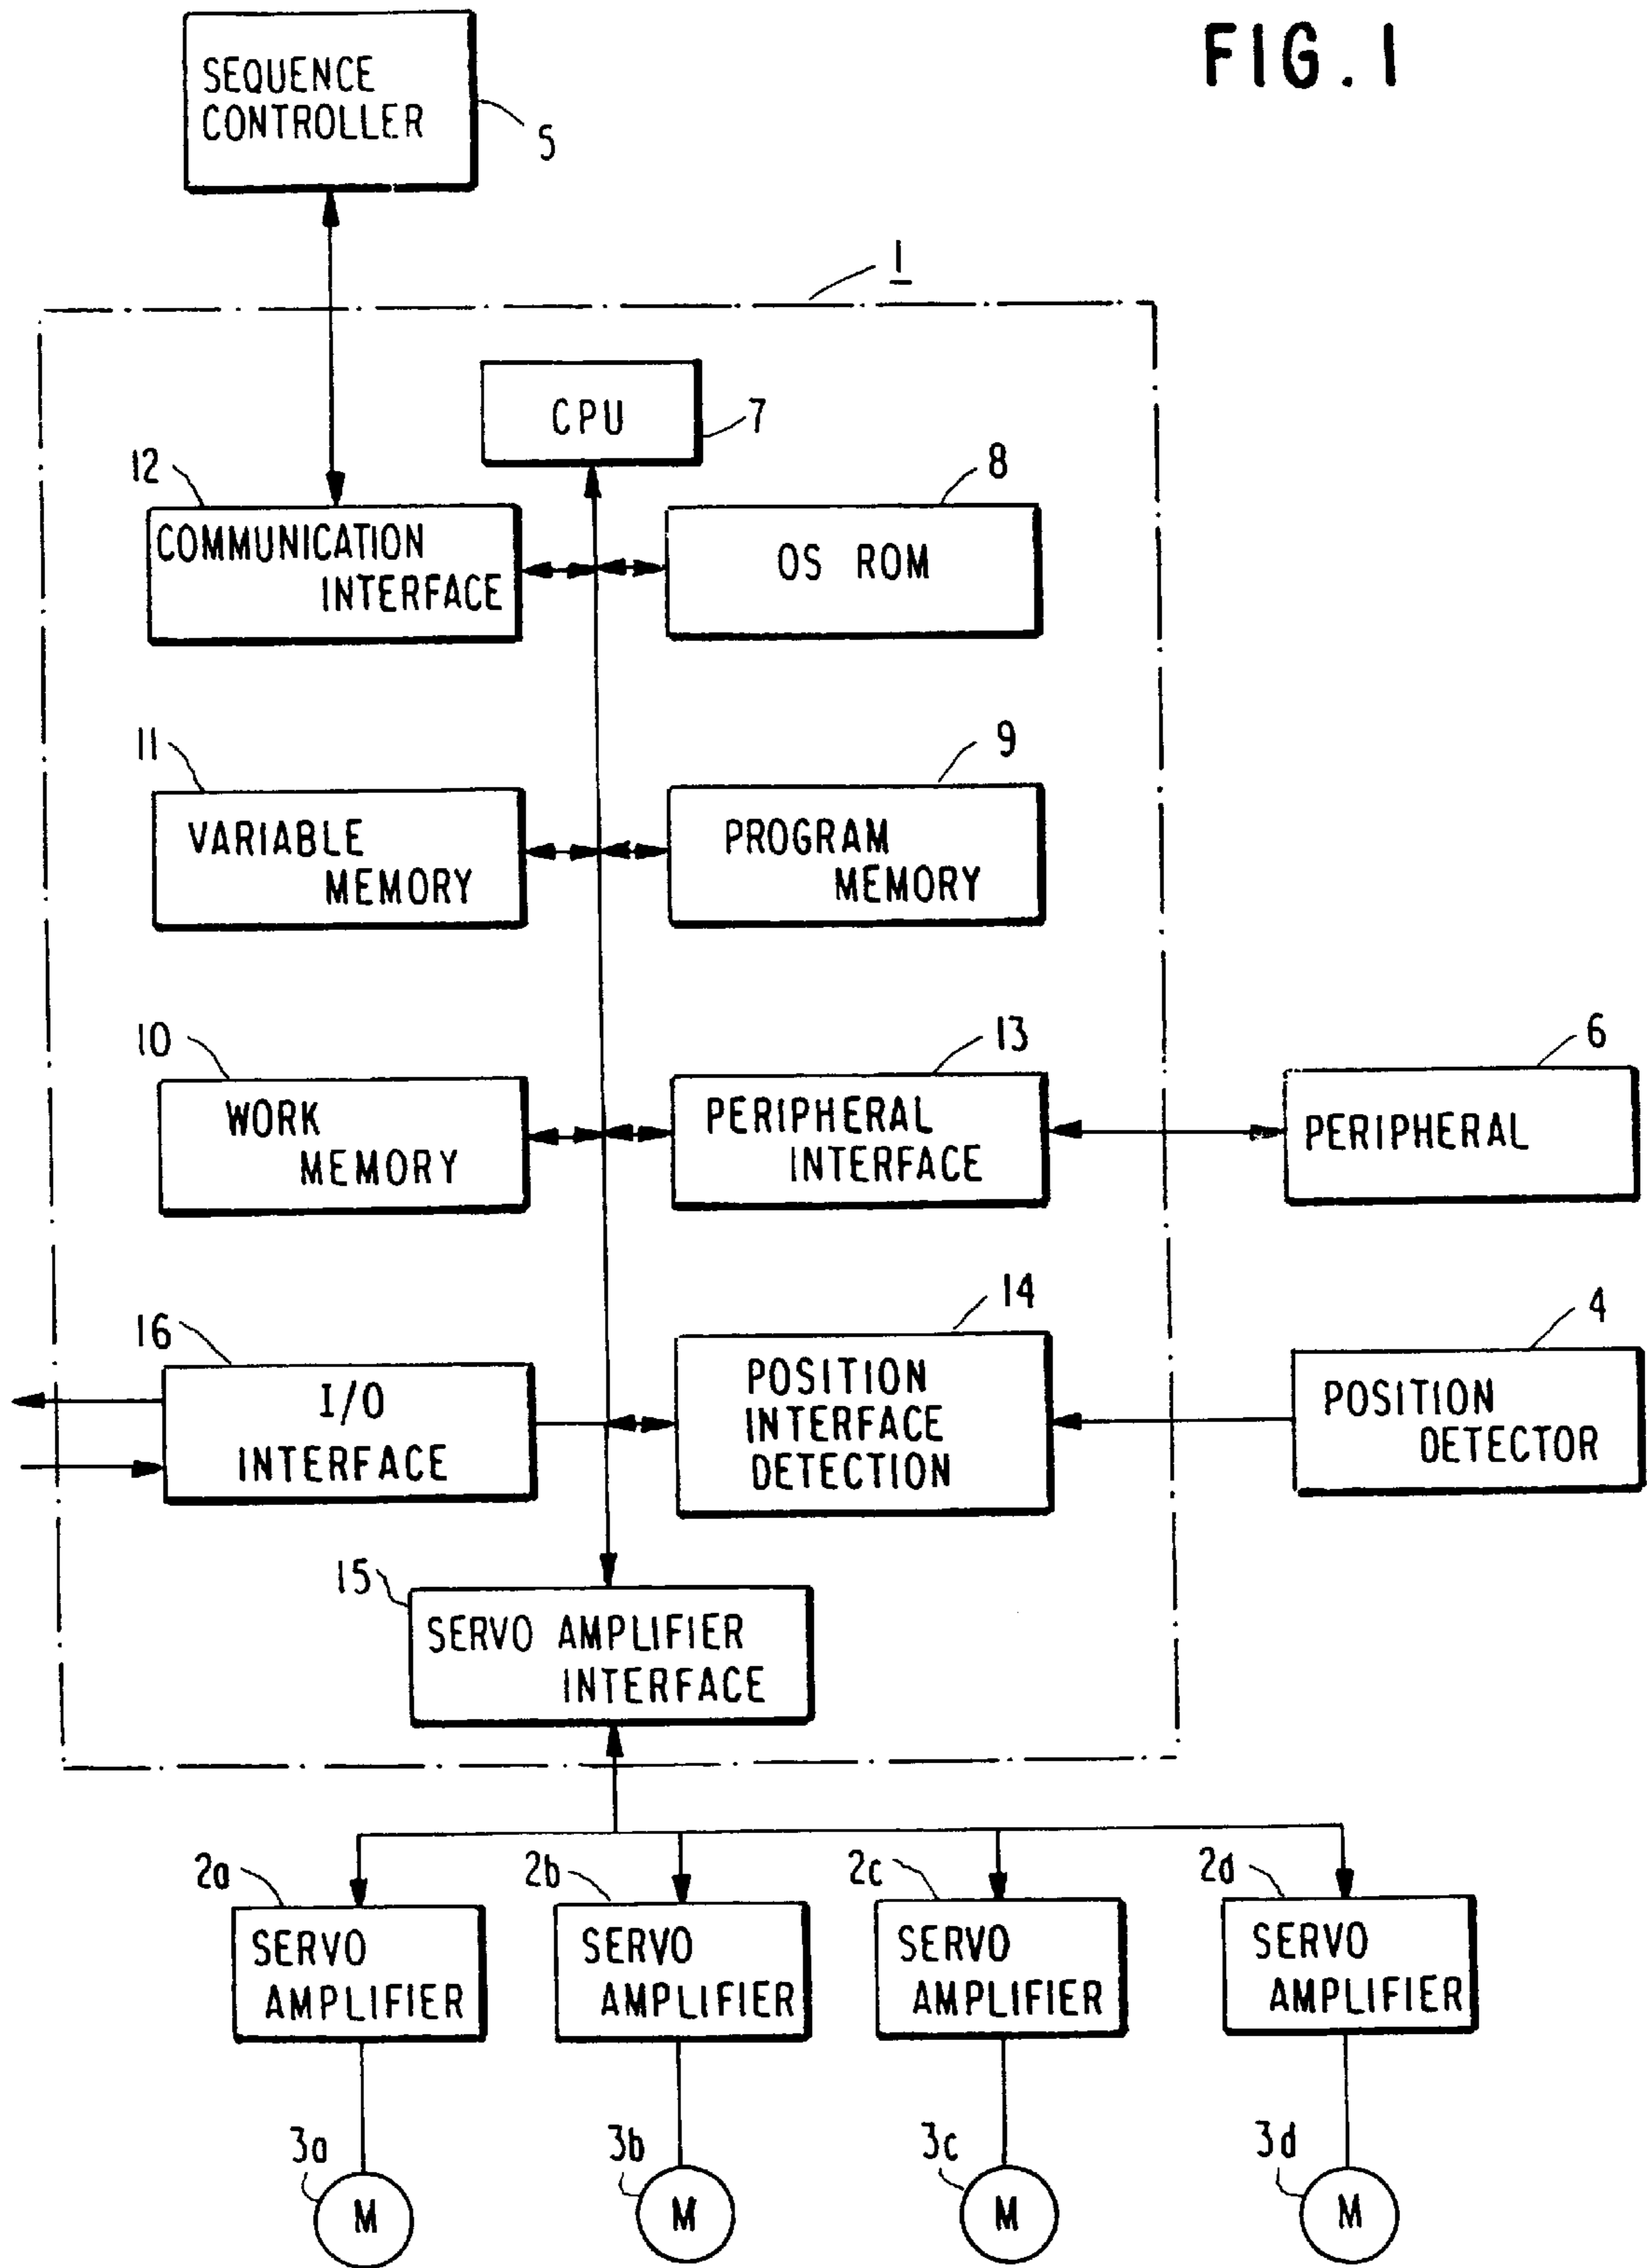 FIG. 1
SEQUENCE
CONTROLLER
5
1
CPU
7
12
COMMUNICATION
INTERFACE
8
OS ROM
11
VARIABLE
MEMORY
9
PROGRAM
MEMORY
10
WORK
MEMORY
13
PERIPHERAL
INTERFACE
6
PERIPHERAL
16
I/O
INTERFACE
14
POSITION
INTERFACE
DETECTION
4
POSITION
DETECTOR
15
SERVO AMPLIFIER
INTERFACE
2a
SERVO
AMPLIFIER
2b
SERVO
AMPLIFIER
2c
SERVO
AMPLIFIER
2d
SERVO
AMPLIFIER
3a
M
3b
M
3c
M
3d
M